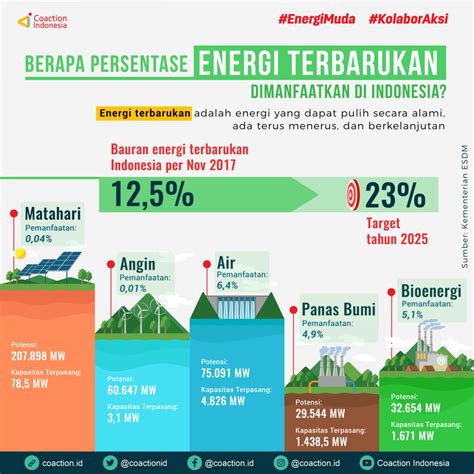 Coaction
Indonesia
#EnergiMuda #KolaborAksi
BERAPA PERSENTASE ENERGI TERBARUKAN
DIMANFAATKAN DI INDONESIA?
Energi terbarukan adalah energi yang dapat pulih secara alami,
ada terus menerus, dan berkelanjutan
Bauran energi terbarukan
Indonesia per Nov 2017
12,5%
23%
Target
tahun 2025
Sumber: Kementerian ESDM
Matahari
Pemanfaatan:
0,04%
Potensi:
207.898 MW
Kapasitas Terpasang:
78,5 MW
Angin
Pemanfaatan:
0,01%
Potensi:
60.647 MW
Kapasitas Terpasang:
3,1 MW
Air
Pemanfaatan:
6,4%
Potensi:
75.091 MW
Kapasitas Terpasang:
4.826 MW
Panas Bumi
Pemanfaatan:
4,9%
Potensi:
29.544 MW
Kapasitas Terpasang:
1.438,5 MW
Bioenergi
Pemanfaatan:
5,1%
Potensi:
32.654 MW
Kapasitas Terpasang:
1.671 MW
coaction.id @coactionid @coaction.id coaction.id Coaction Indonesia